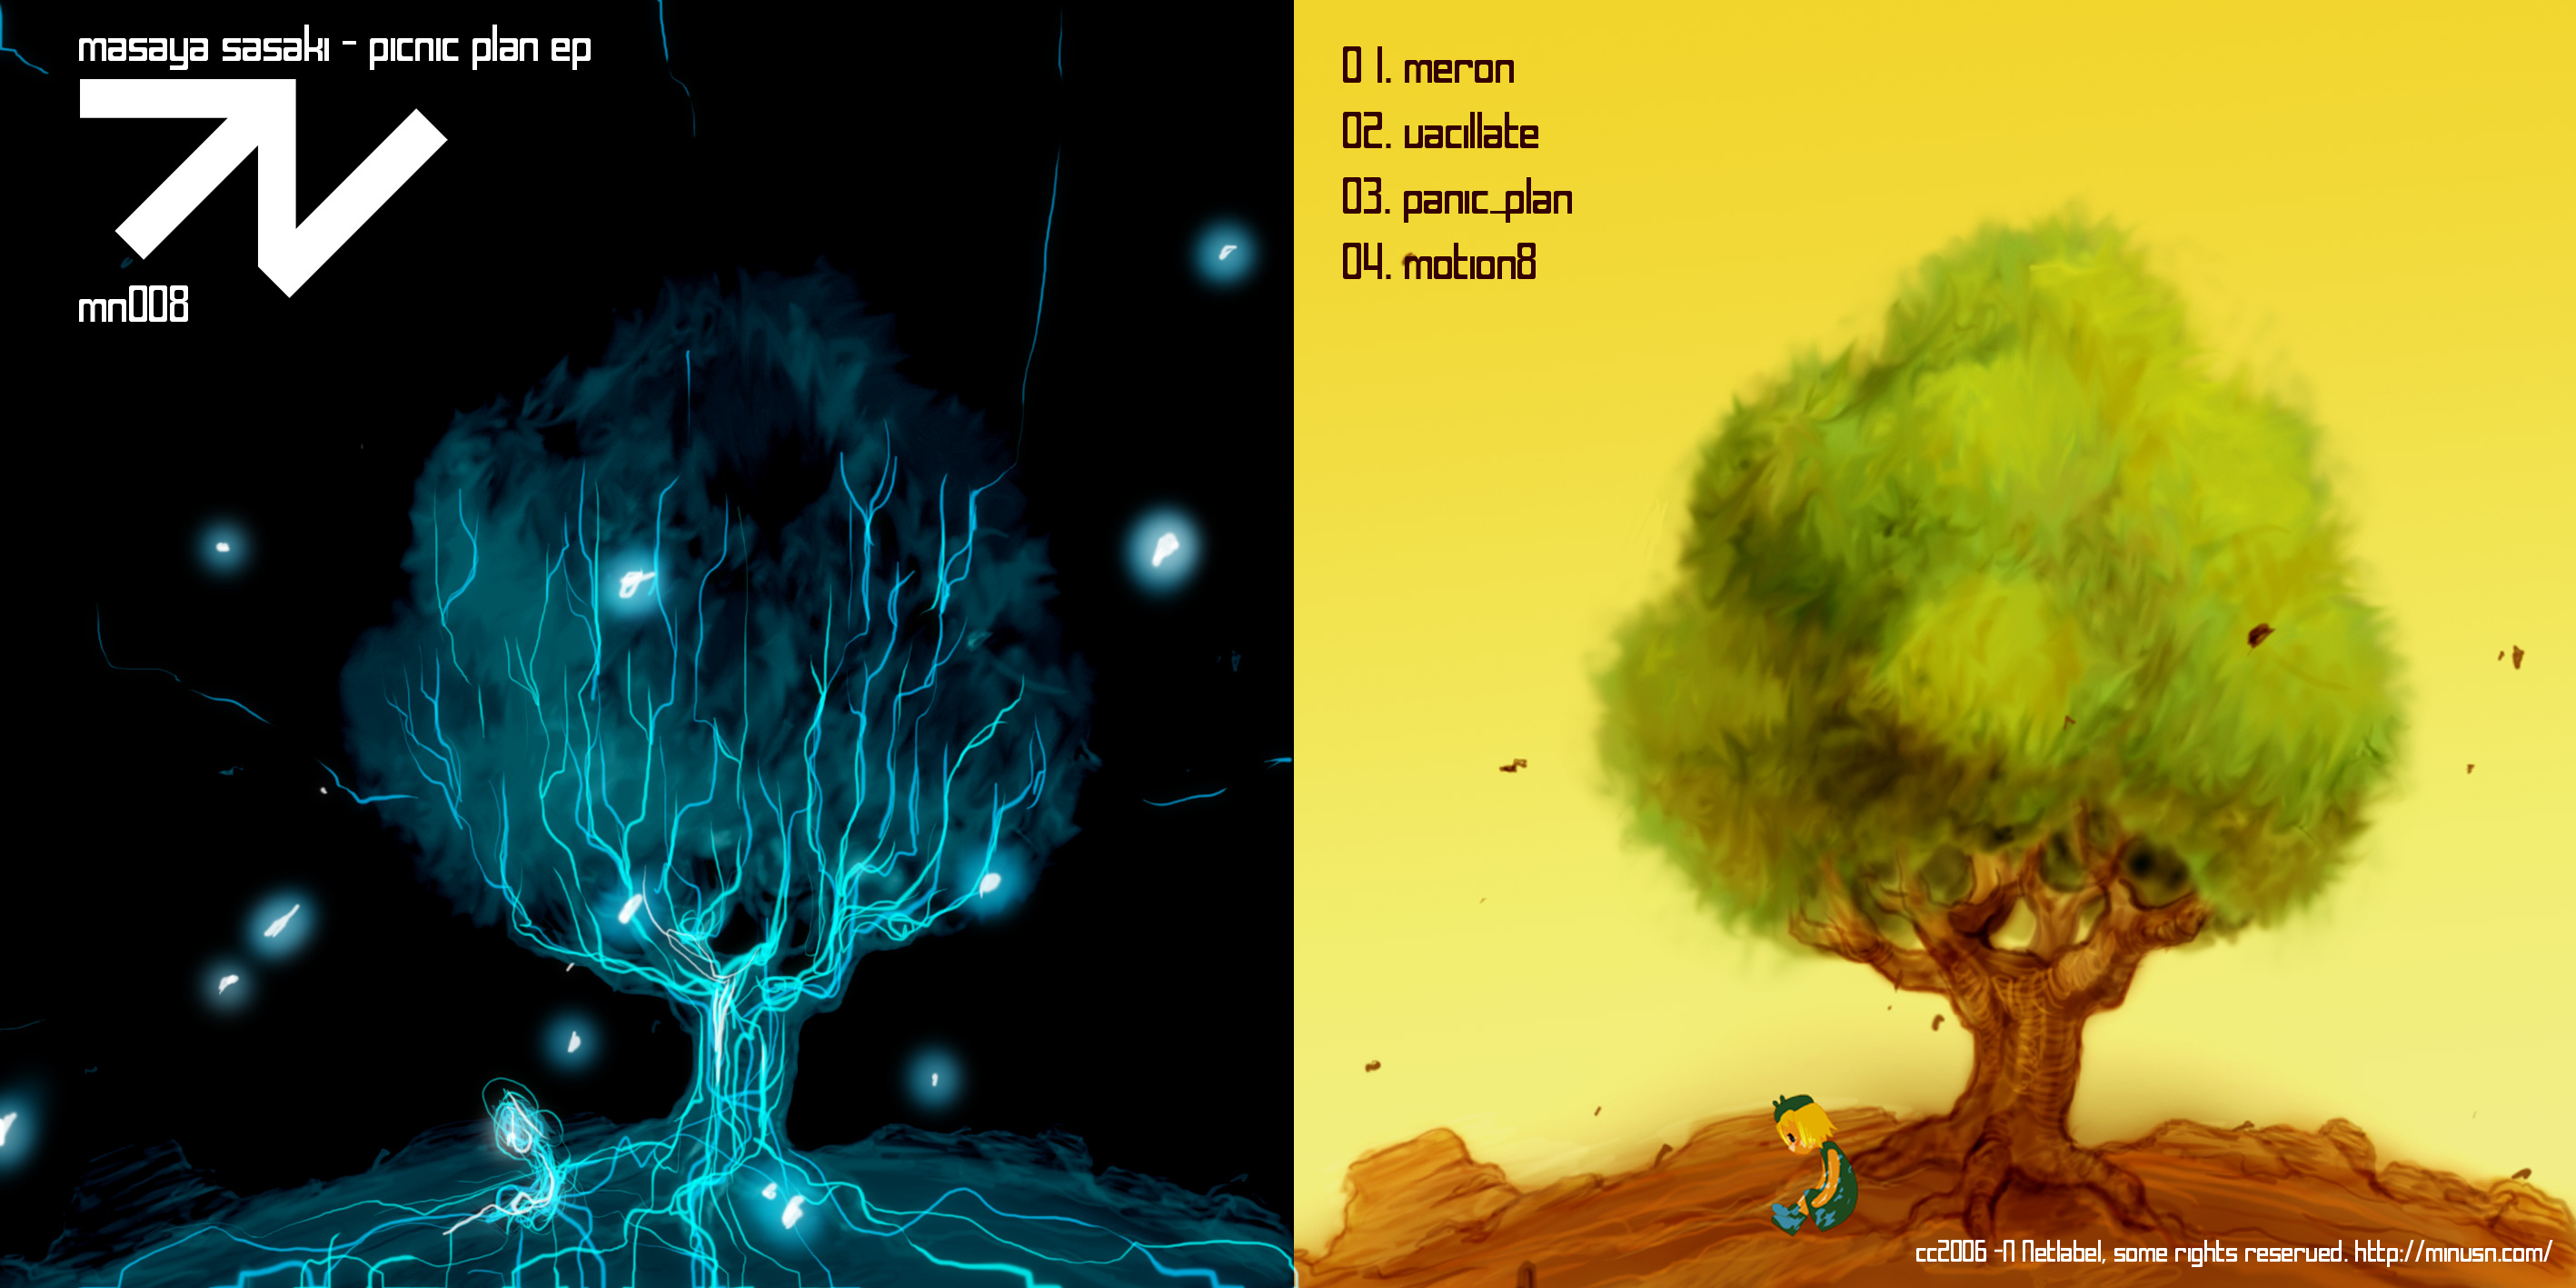 masaya sasaki - picnic plan ep
mn008
01. meron
02. vacillate
03. panic_plan
04. motion8
cc2006 -N Netlabel, some rights reserved. http://minusn.com/